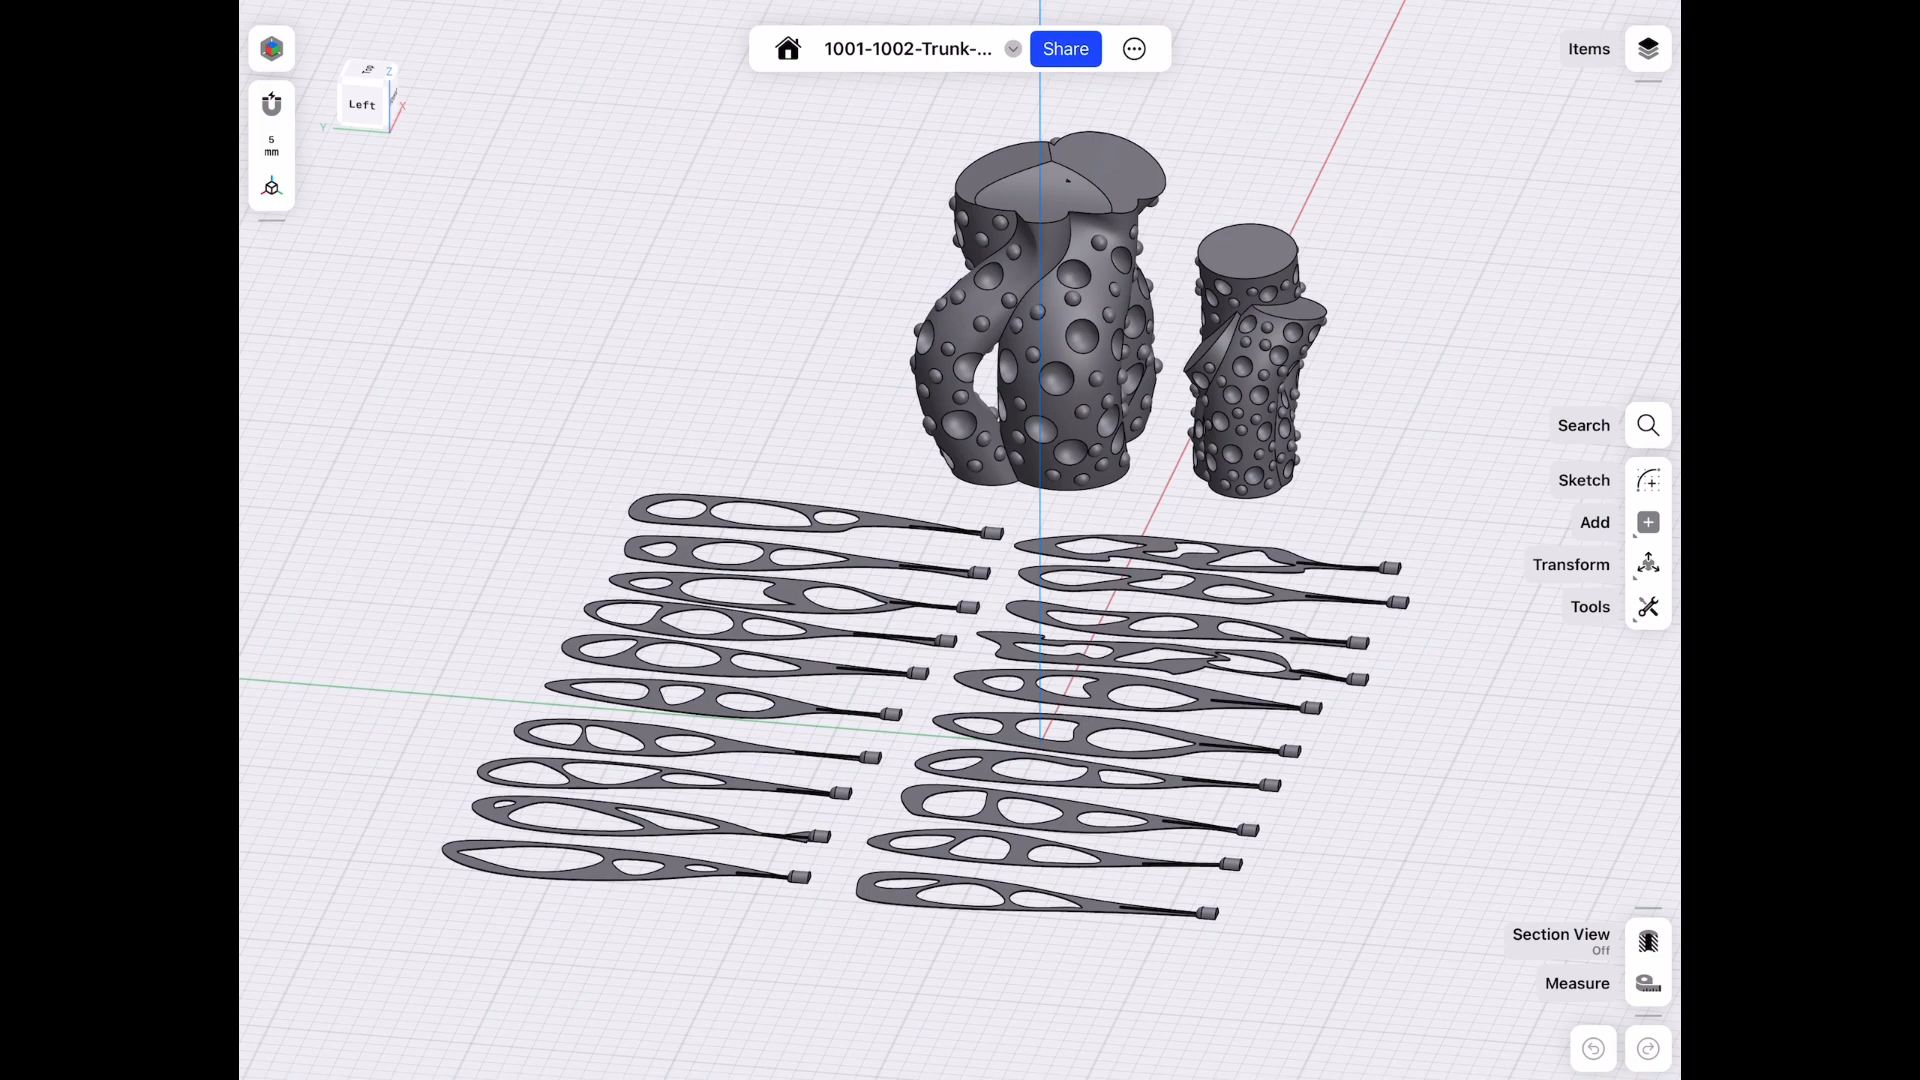 1001-1002-Trunk-...
Share
Items
Z
Left
X
Y
5
mm
Search
Sketch
Add
Transform
Tools
Section View
Off
Measure